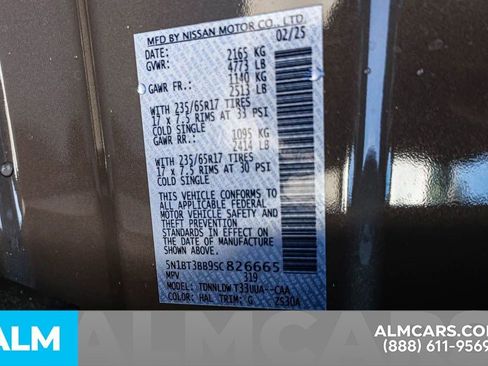 MFD BY NISSAN MOTOR CO., LTD.
DATE: 02/25
GVWR: 2165 KG
4773 LB
GAWR FR.: 1140 KG
2513 LB
WITH 235/65R17 TIRES
17 x 7.5 RIMS AT 33 PSI
COLD SINGLE
GAWR RR.: 1095 KG
2414 LB
WITH 235/65R17 TIRES
17 x 7.5 RIMS AT 30 PSI
COLD SINGLE
THIS VEHICLE CONFORMS TO
ALL APPLICABLE FEDERAL
MOTOR VEHICLE SAFETY AND
THEFT PREVENTION
STANDARDS IN EFFECT ON
THE DATE OF MANUFACTURE
SHOWN ABOVE.
5N1BT3BB9SC826665
MPV 319
MODEL: TDNNLDWT33UUA--CAA
COLOR: HAL TRIM: G ZS30A
ALM
ALMCARS
ALMCARS.COM
(888) 611-9569